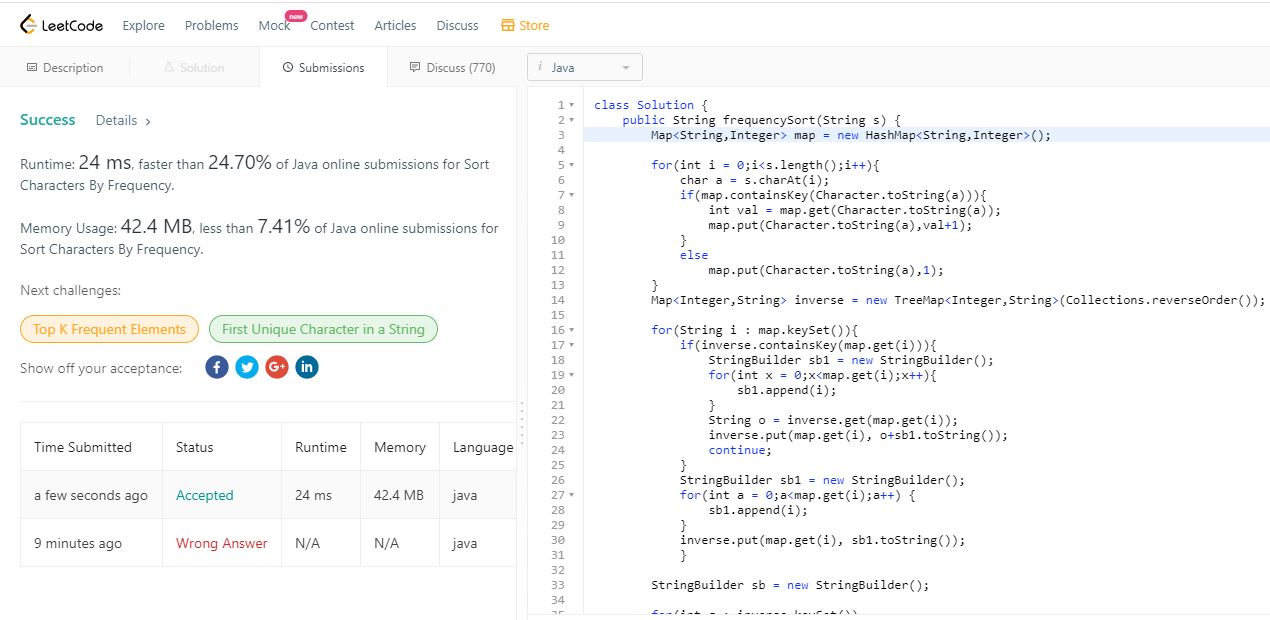 LeetCode Explore Problems Mock new Contest Articles Discuss Store
Description Solution Submissions Discuss (770) i Java
Success Details >
Runtime: 24 ms, faster than 24.70% of Java online submissions for Sort
Characters By Frequency.
Memory Usage: 42.4 MB, less than 7.41% of Java online submissions for
Sort Characters By Frequency.
Next challenges:
Top K Frequent Elements First Unique Character in a String
Show off your acceptance: f G+ in
Time Submitted Status Runtime Memory Language
a few seconds ago Accepted 24 ms 42.4 MB java
9 minutes ago Wrong Answer N/A N/A java
1 class Solution {
2 public String frequencySort(String s) {
3 Map<String,Integer> map = new HashMap<String,Integer>();
4
5 for(int i = 0;i<s.length();i++){
6 char a = s.charAt(i);
7 if(map.containsKey(Character.toString(a))){
8 int val = map.get(Character.toString(a));
9 map.put(Character.toString(a),val+1);
10 }
11 else
12 map.put(Character.toString(a),1);
13 }
14 Map<Integer,String> inverse = new TreeMap<Integer,String>(Collections.reverseOrder());
15
16 for(String i : map.keySet()){
17 if(inverse.containsKey(map.get(i))){
18 StringBuilder sb1 = new StringBuilder();
19 for(int x = 0;x<map.get(i);x++){
20 sb1.append(i);
21 }
22 String o = inverse.get(map.get(i));
23 inverse.put(map.get(i), o+sb1.toString());
24 continue;
25 }
26 StringBuilder sb1 = new StringBuilder();
27 for(int a = 0;a<map.get(i);a++) {
28 sb1.append(i);
29 }
30 inverse.put(map.get(i), sb1.toString());
31 }
32
33 StringBuilder sb = new StringBuilder();
34